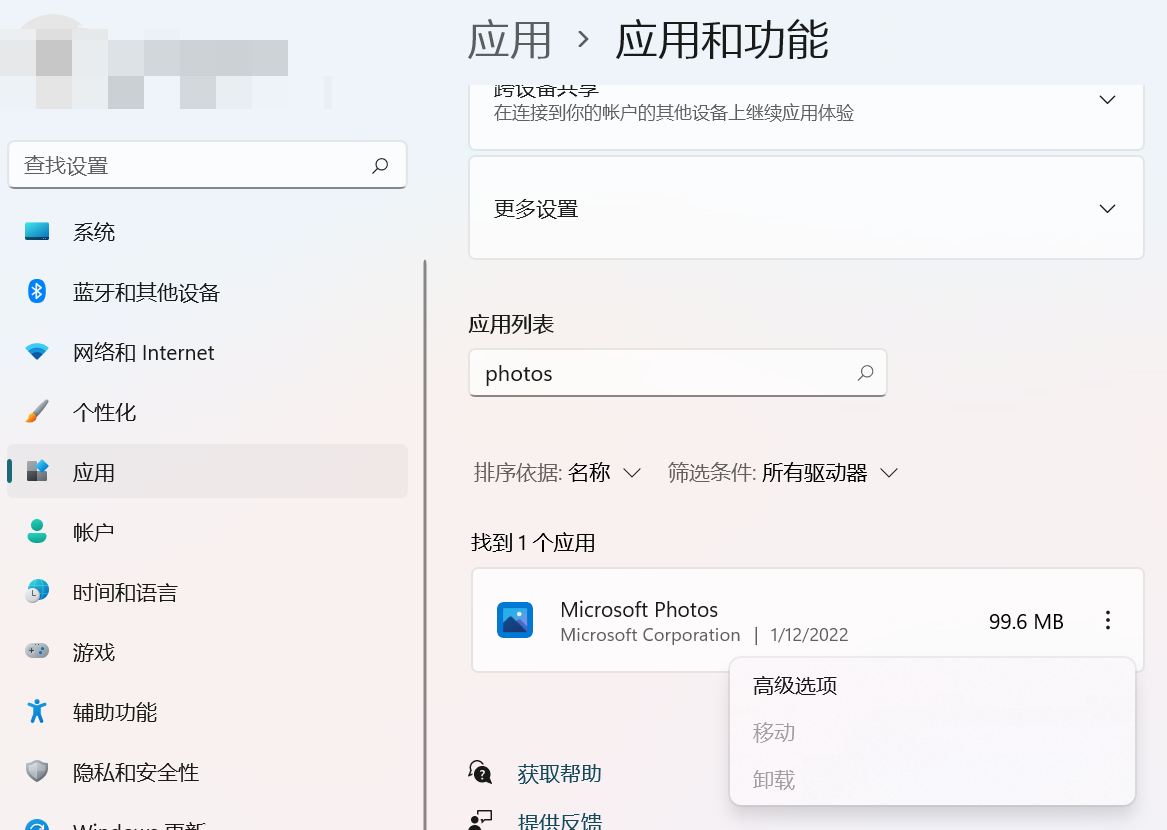 应用 › 应用和功能
跨设备共享
在连接到你的帐户的其他设备上继续应用体验
更多设置
查找设置
系统
蓝牙和其他设备
网络和 Internet
个性化
应用
帐户
时间和语言
游戏
辅助功能
隐私和安全性
Windows 更新
应用列表
photos
排序依据: 名称 筛选条件: 所有驱动器
找到 1 个应用
Microsoft Photos
Microsoft Corporation | 1/12/2022
99.6 MB
高级选项
移动
卸载
获取帮助
提供反馈